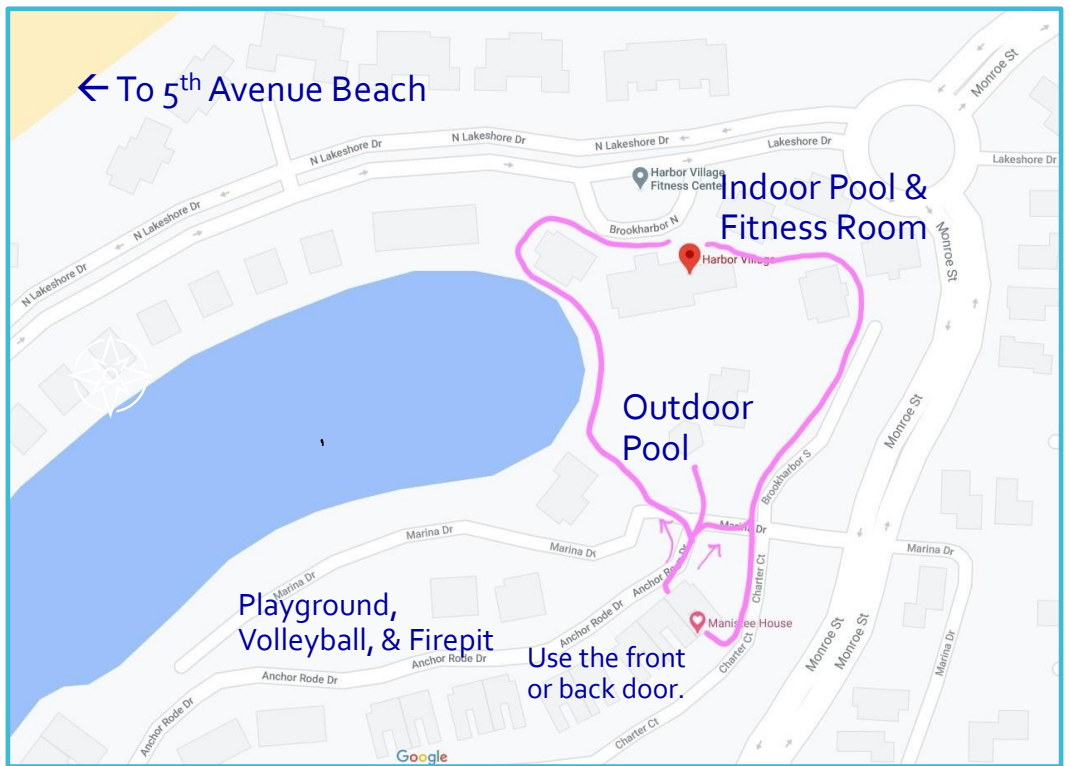 ← To 5th Avenue Beach
Monroe St
N Lakeshore Dr
N Lakeshore Dr
Lakeshore Dr
N Lakeshore Dr
Lakeshore Dr
Harbor Village
Fitness Center
Indoor Pool &
Fitness Room
N Lakeshore Dr
Brookharbor N
Monroe St
Harbor Village
N Lakeshore Dr
Outdoor
Pool
Monroe St
Brookharbor S
Marina Dr
Marina Dr
Marina Dr
Marina Dr
Marina Dr
Anchor Rode Dr
Charter Ct
Playground,
Volleyball, & Firepit
Anchor Rode Dr
Manistee House
Use the front
or back door.
Anchor Rode Dr
Charter Ct
Monroe St
Monroe St
Marina Dr
Anchor Rode Dr
Anchor Rode Dr
Charter Ct
Google